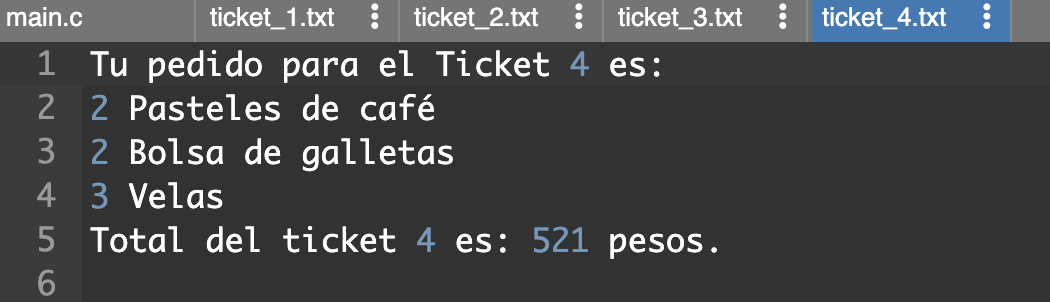 main.c ticket_1.txt ticket_2.txt ticket_3.txt ticket_4.txt
1 Tu pedido para el Ticket 4 es:
2 2 Pasteles de café
3 2 Bolsa de galletas
4 3 Velas
5 Total del ticket 4 es: 521 pesos.
6